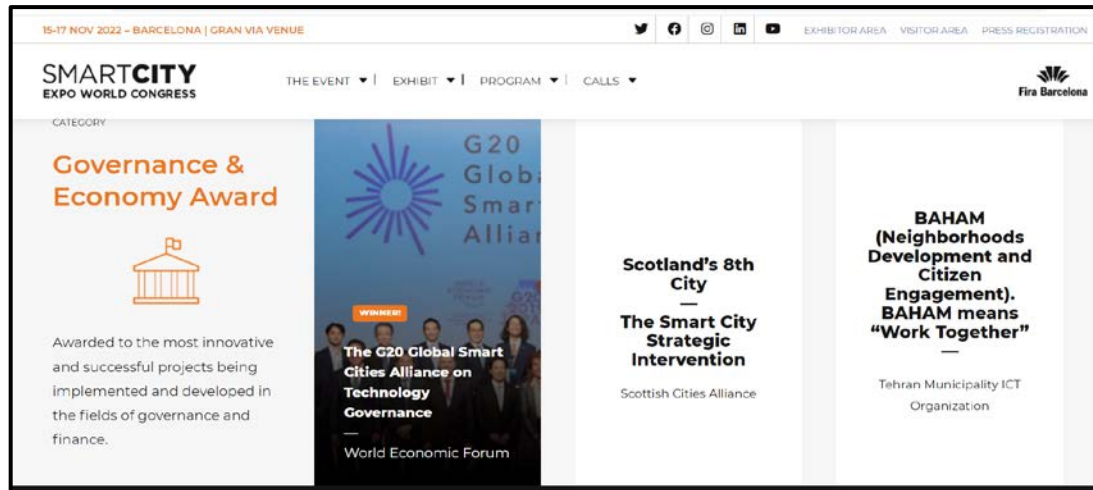 15-17 NOV 2022 – BARCELONA | GRAN VIA VENUE
EXHIBITOR AREA VISITOR AREA PRESS REGISTRATION
SMARTCITY
EXPO WORLD CONGRESS
THE EVENT | EXHIBIT | PROGRAM | CALLS
Fira Barcelona
CATEGORY
Governance &
Economy Award
Awarded to the most innovative
and successful projects being
implemented and developed in
the fields of governance and
finance.
G20
Glob
Smar
Allian
WINNER!
The G20 Global Smart
Cities Alliance on
Technology
Governance
—
World Economic Forum
Scotland's 8th
City
—
The Smart City
Strategic
Intervention
Scottish Cities Alliance
BAHAM
(Neighborhoods
Development and
Citizen
Engagement).
BAHAM means
“Work Together”
—
Tehran Municipality ICT
Organization